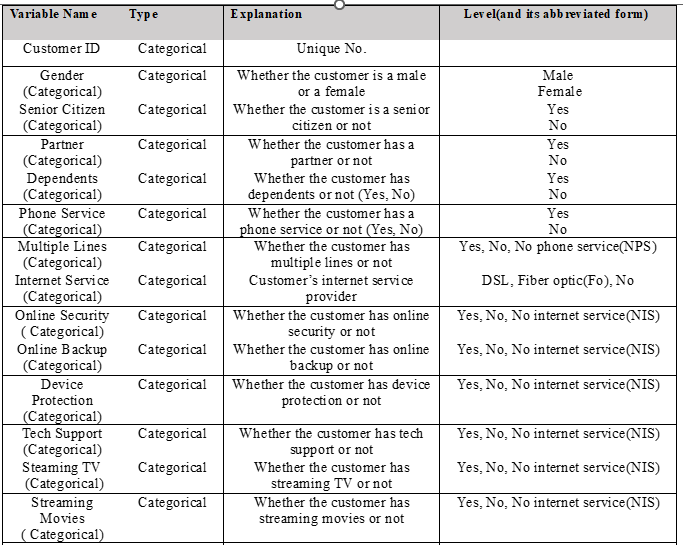 Variable Name Type Explanation Level(and its abbreviated form)
Customer ID Categorical Unique No.
Gender Categorical Whether the customer is a male Male
(Categorical) or a female Female
Senior Citizen Categorical Whether the customer is a senior Yes
(Categorical) citizen or not No
Partner Categorical Whether the customer has a Yes
(Categorical) partner or not No
Dependents Categorical Whether the customer has Yes
(Categorical) dependents or not (Yes, No) No
Phone Service Categorical Whether the customer has a Yes
(Categorical) phone service or not (Yes, No) No
Multiple Lines Categorical Whether the customer has Yes, No, No phone service(NPS)
(Categorical) multiple lines or not
Internet Service Categorical Customer's internet service DSL, Fiber optic(Fo), No
(Categorical) provider
Online Security Categorical Whether the customer has online Yes, No, No internet service(NIS)
( Categorical) security or not
Online Backup Categorical Whether the customer has online Yes, No, No internet service(NIS)
(Categorical) backup or not
Device Categorical Whether the customer has device Yes, No, No internet service(NIS)
Protection protection or not
(Categorical)
Tech Support Categorical Whether the customer has tech Yes, No, No internet service(NIS)
(Categorical) support or not
Steaming TV Categorical Whether the customer has Yes, No, No internet service(NIS)
(Categorical) streaming TV or not
Streaming Categorical Whether the customer has Yes, No, No internet service(NIS)
Movies streaming movies or not
( Categorical)